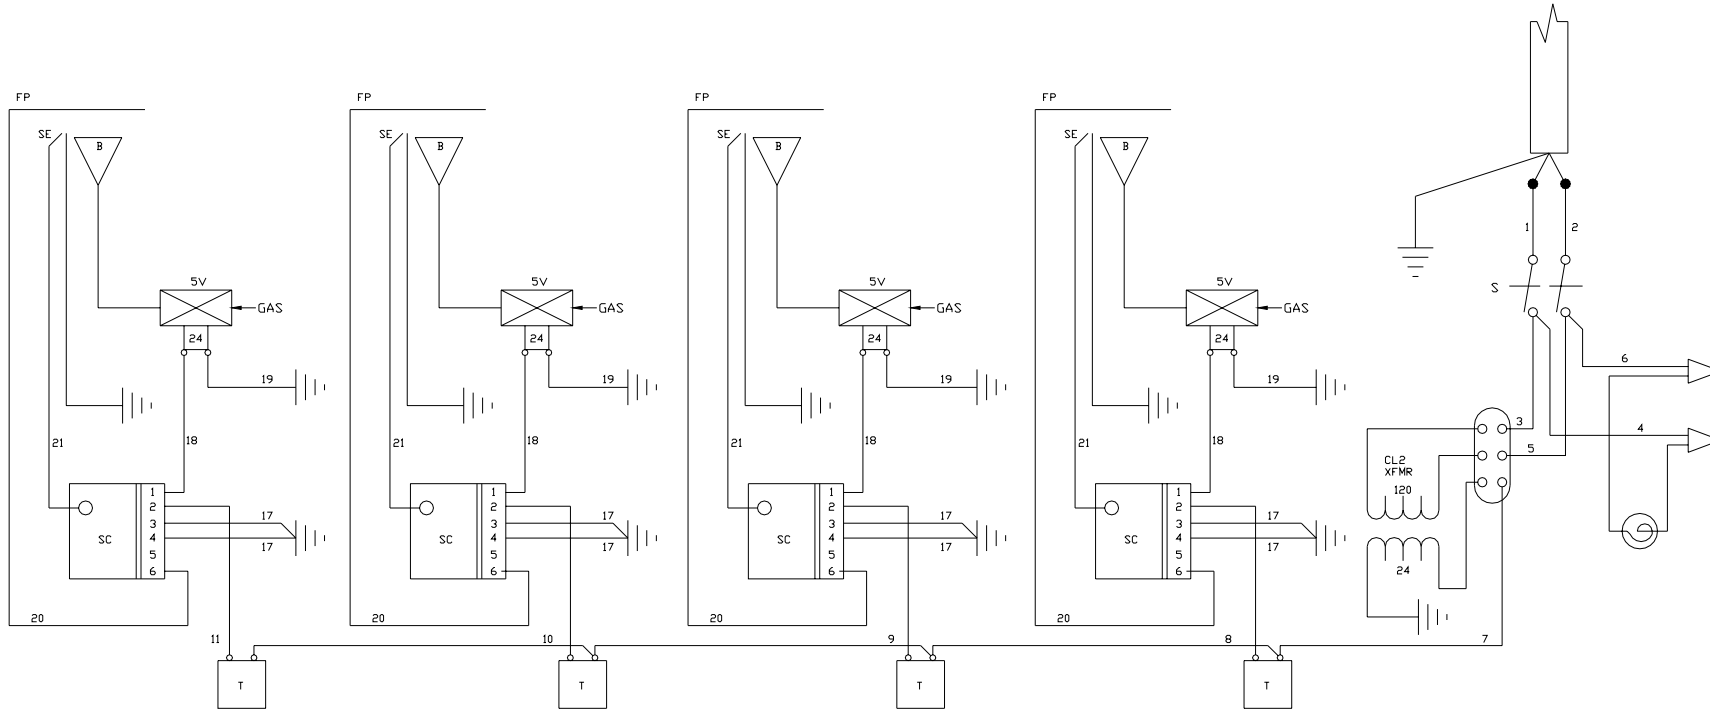 FP FP FP FP
SE B SE B SE B SE B
1 2
5V 5V 5V 5V
GAS GAS GAS GAS S
24 24 24 24
6
19 19 19 19
3 4
21 18 21 18 21 18 21 18
5
CL2
XFMR
1 1 1 1 120
2 2 2 2
17 17 17 17
3 3 3 3
SC 4 SC 4 SC 4 SC 4
17 17 17 17
5 5 5 5
6 6 6 6 24
20 20 20 20
11 10 9 8 7
T T T T